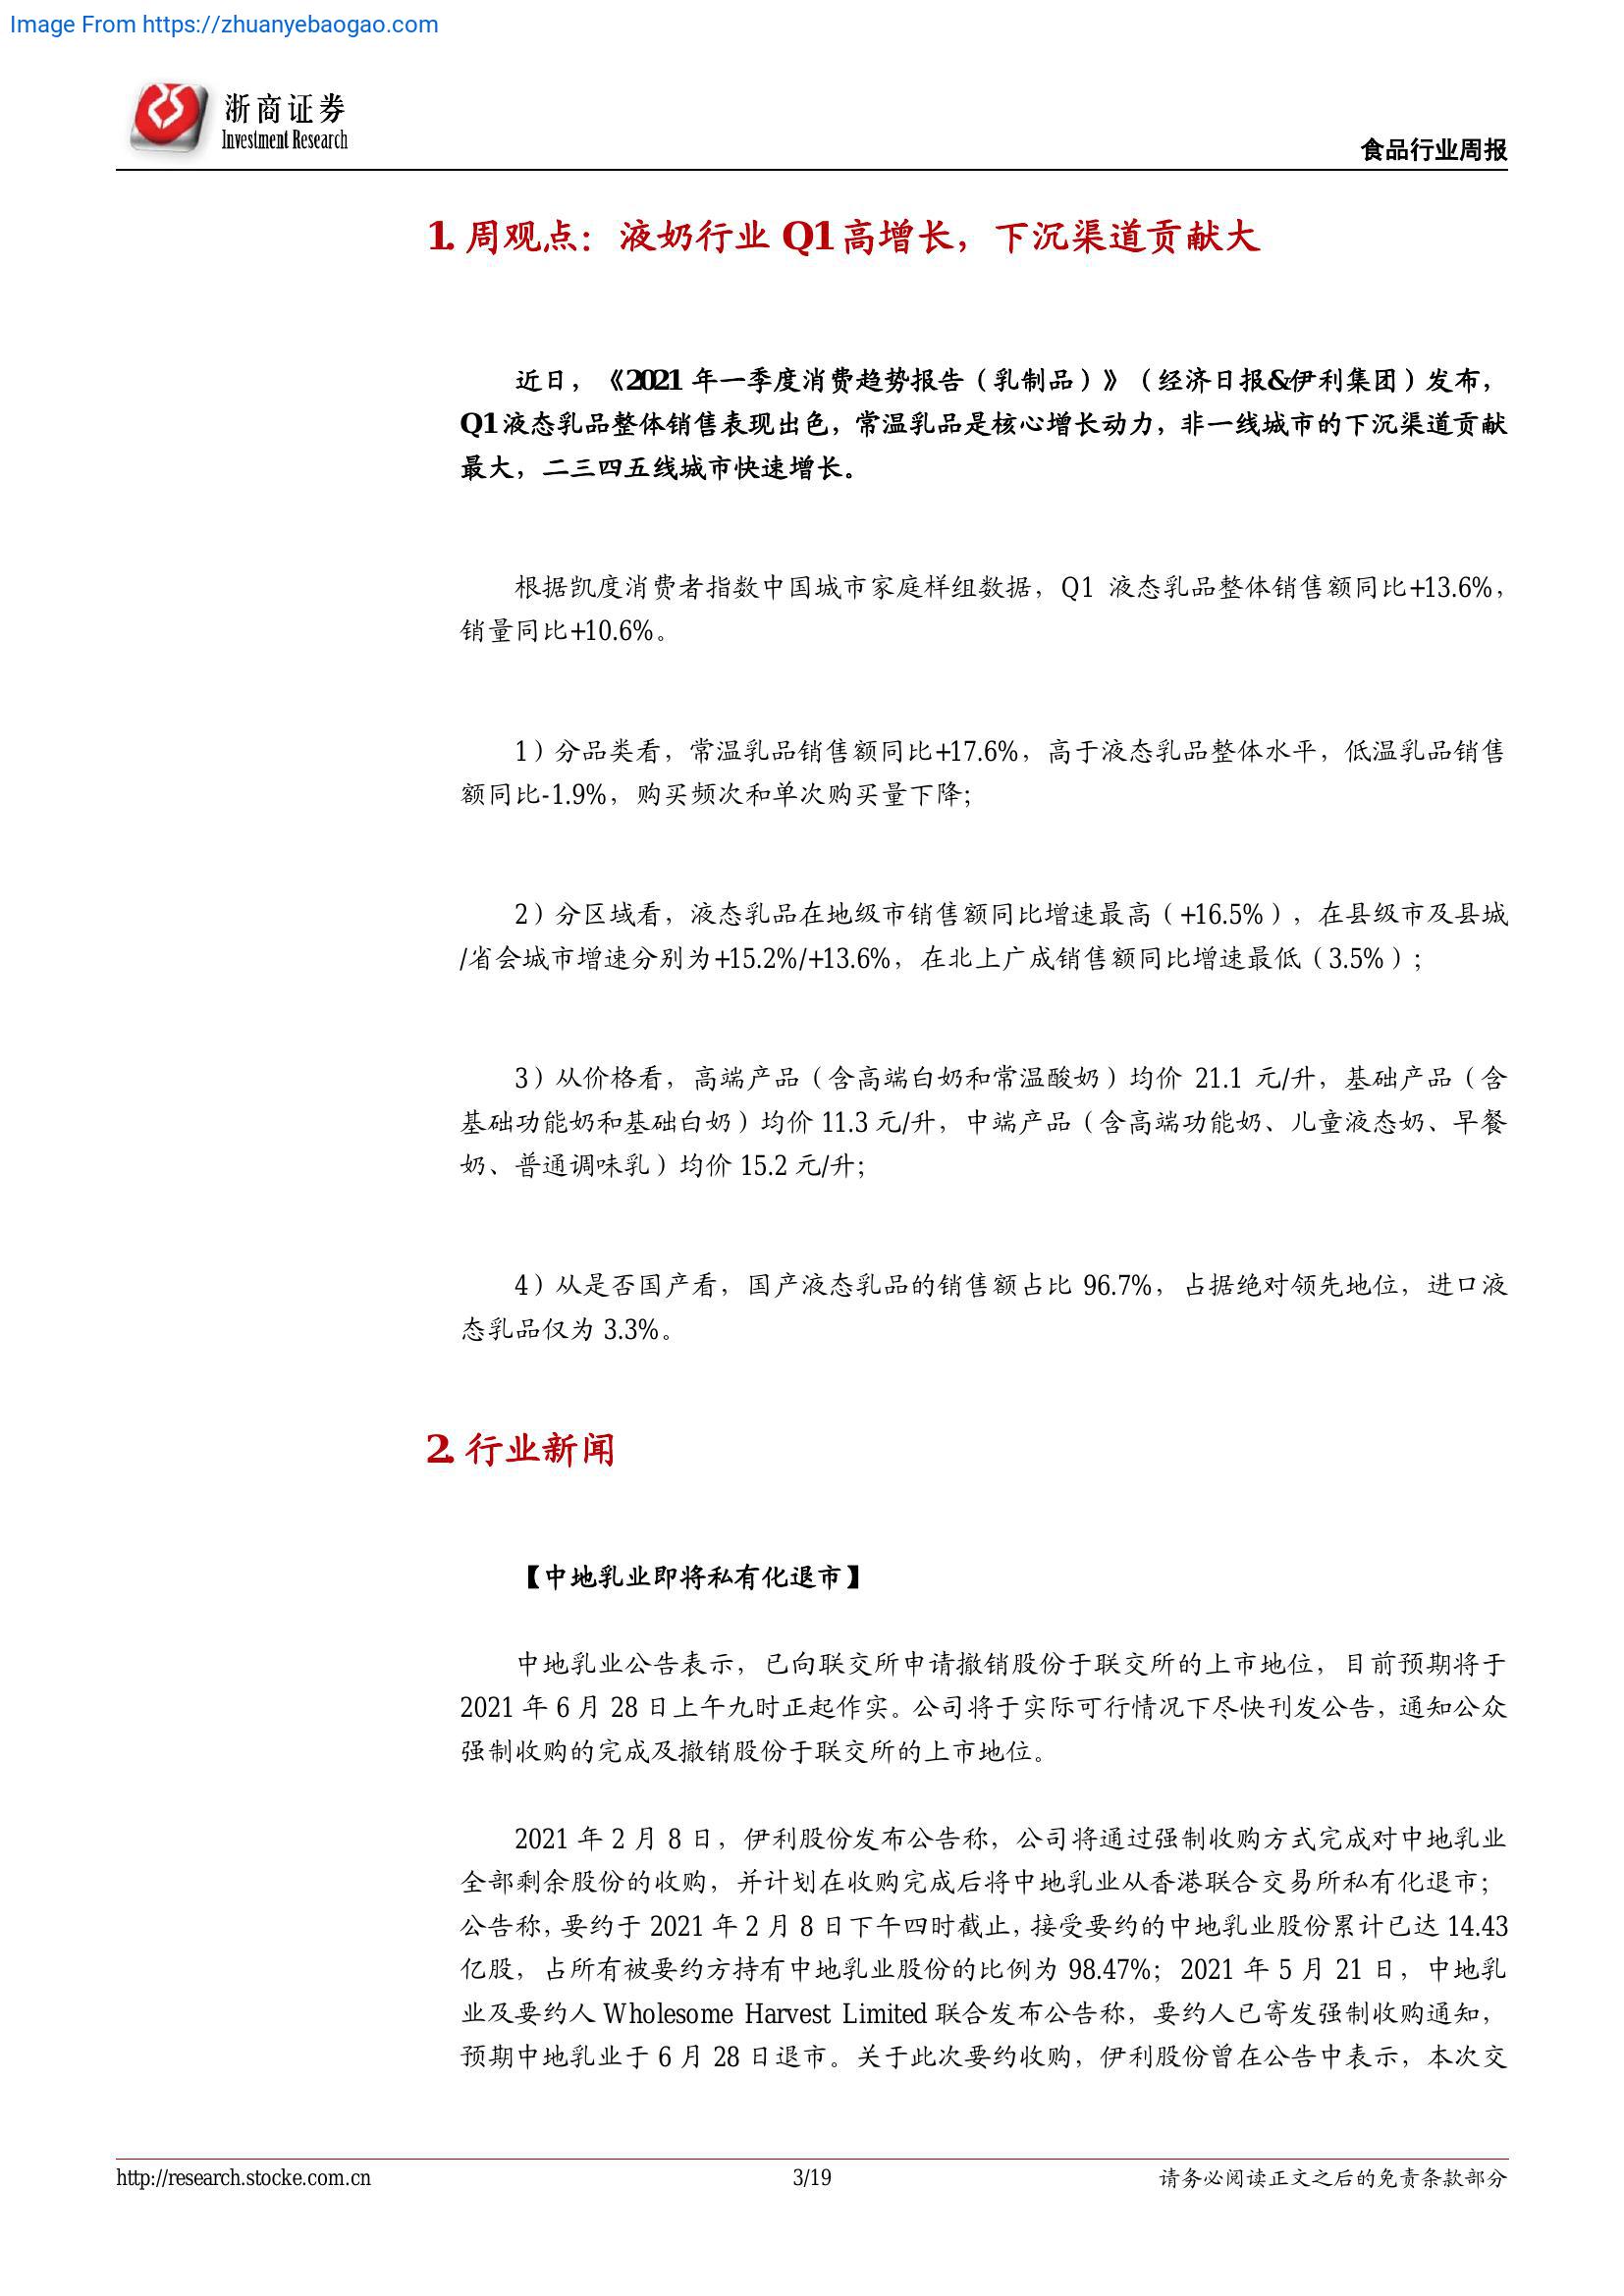 Image From https://zhuanyebaogao.com
浙商证券
Investment Research
食品行业周报
1. 周观点：液奶行业 Q1 高增长，下沉渠道贡献大
近日，《2021 年一季度消费趋势报告（乳制品）》（经济日报&伊利集团）发布，
Q1 液态乳品整体销售表现出色，常温乳品是核心增长动力，非一线城市的下沉渠道贡献
最大，二三四五线城市快速增长。
根据凯度消费者指数中国城市家庭样组数据，Q1 液态乳品整体销售额同比+13.6%，
销量同比+10.6%。
1）分品类看，常温乳品销售额同比+17.6%，高于液态乳品整体水平，低温乳品销售
额同比-1.9%，购买频次和单次购买量下降；
2）分区域看，液态乳品在地级市销售额同比增速最高（+16.5%），在县级市及县城
/省会城市增速分别为+15.2%/+13.6%，在北上广成销售额同比增速最低（3.5%）；
3）从价格看，高端产品（含高端白奶和常温酸奶）均价 21.1 元/升，基础产品（含
基础功能奶和基础白奶）均价 11.3 元/升，中端产品（含高端功能奶、儿童液态奶、早餐
奶、普通调味乳）均价 15.2 元/升；
4）从是否国产看，国产液态乳品的销售额占比 96.7%，占据绝对领先地位，进口液
态乳品仅为 3.3%。
2. 行业新闻
【中地乳业即将私有化退市】
中地乳业公告表示，已向联交所申请撤销股份于联交所的上市地位，目前预期将于
2021 年 6 月 28 日上午九时正起作实。公司将于实际可行情况下尽快刊发公告，通知公众
强制收购的完成及撤销股份于联交所的上市地位。
2021 年 2 月 8 日，伊利股份发布公告称，公司将通过强制收购方式完成对中地乳业
全部剩余股份的收购，并计划在收购完成后将中地乳业从香港联合交易所私有化退市；
公告称，要约于 2021 年 2 月 8 日下午四时截止，接受要约的中地乳业股份累计已达 14.43
亿股，占所有被要约方持有中地乳业股份的比例为 98.47%；2021 年 5 月 21 日，中地乳
业及要约人 Wholesome Harvest Limited 联合发布公告称，要约人已寄发强制收购通知，
预期中地乳业于 6 月 28 日退市。关于此次要约收购，伊利股份曾在公告中表示，本次交
http://research.stocke.com.cn
3/19
请务必阅读正文之后的免责条款部分